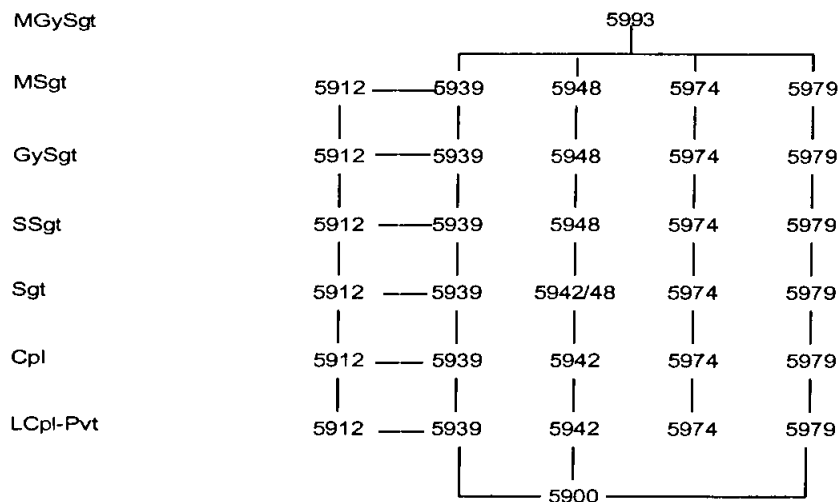 MGySgt 5993
MSgt 5912 5939 5948 5974 5979
GySgt 5912 5939 5948 5974 5979
SSgt 5912 5939 5948 5974 5979
Sgt 5912 5939 5942/48 5974 5979
Cpl 5912 5939 5942 5974 5979
LCpl-Pvt 5912 5939 5942 5974 5979
5900